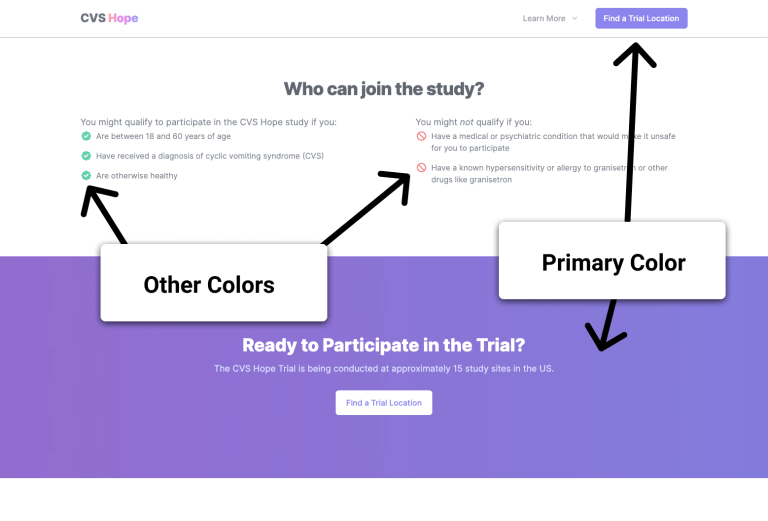 CVS Hope
Learn More
Find a Trial Location
Who can join the study?
You might qualify to participate in the CVS Hope study if you:
Are between 18 and 60 years of age
Have received a diagnosis of cyclic vomiting syndrome (CVS)
Are otherwise healthy
You might not qualify if you:
Have a medical or psychiatric condition that would make it unsafe
for you to participate
Have a known hypersensitivity or allergy to granisetron or other
drugs like granisetron
Other Colors
Primary Color
Ready to Participate in the Trial?
The CVS Hope Trial is being conducted at approximately 15 study sites in the US.
Find a Trial Location